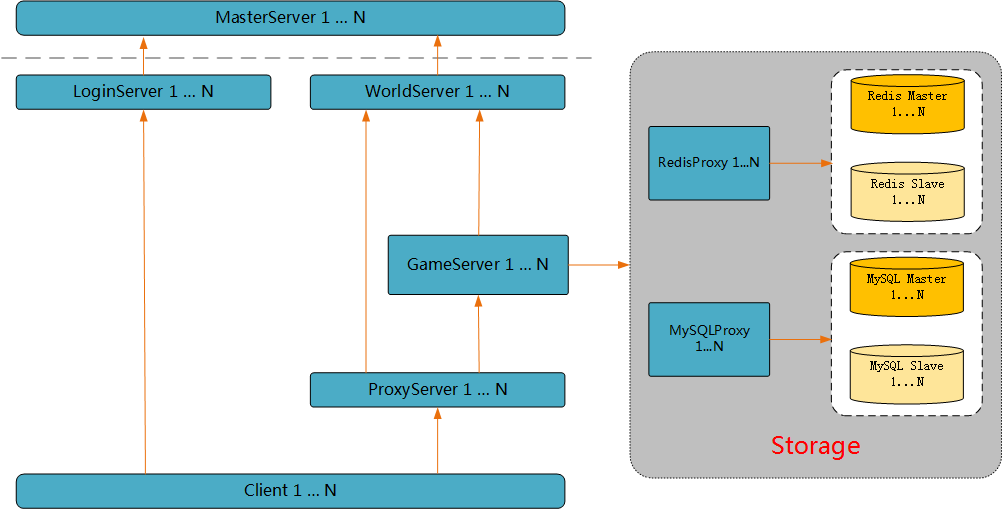 MasterServer 1 ... N
LoginServer 1 ... N
WorldServer 1 ... N
Redis Master
1...N
RedisProxy 1...N
Redis Slave
1...N
GameServer 1 ... N
MySQL Master
1...N
MySQLProxy
1...N
MySQL Slave
1...N
ProxyServer 1 ... N
Storage
Client 1 ... N